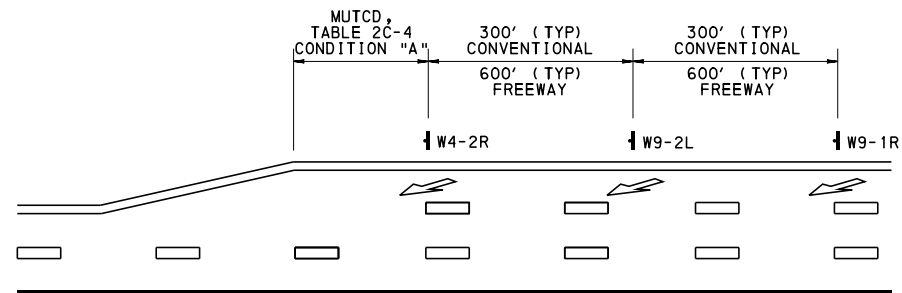 MUTCD,
TABLE 2C-4
CONDITION "A"
300' (TYP)
CONVENTIONAL
600' (TYP)
FREEWAY
300' (TYP)
CONVENTIONAL
600' (TYP)
FREEWAY
W4-2R
W9-2L
W9-1R